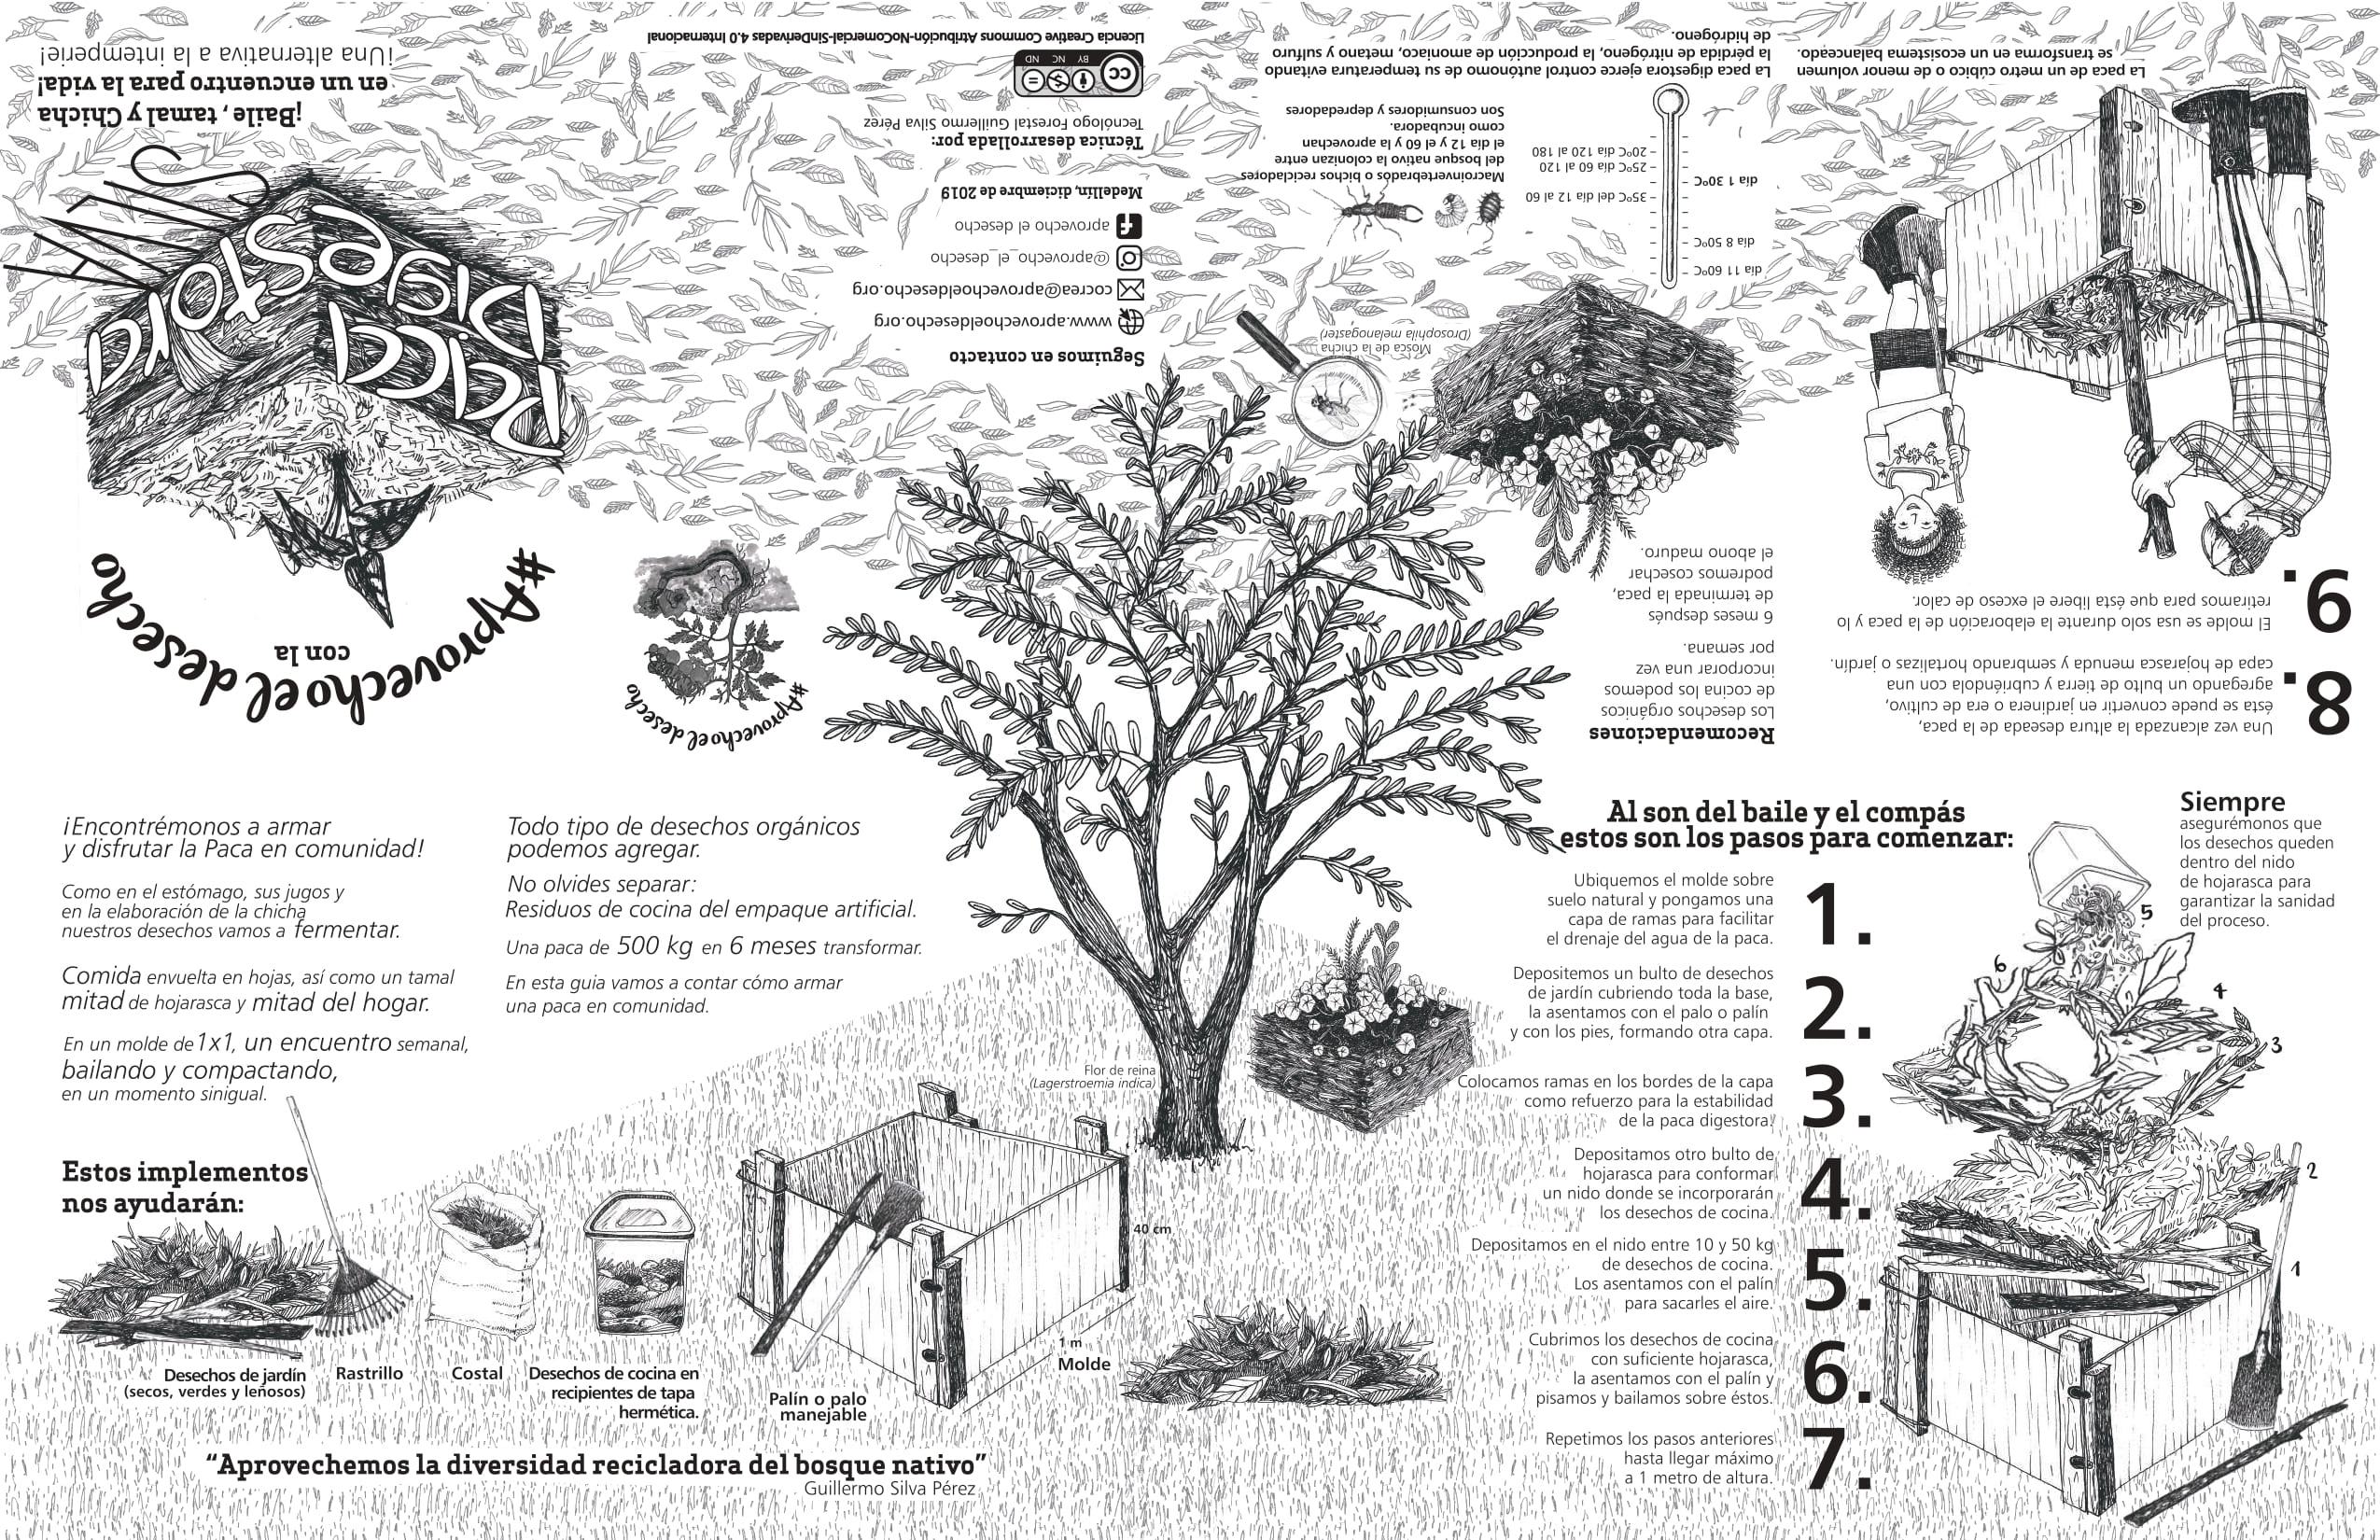 #Aprovecho el desecho
con la
Paca
Digestora
SILVA
¡Baile, tamal y Chicha
en un encuentro para la vida!
¡Una alternativa a la intemperie!
#Aprovecho el desecho
Seguimos en contacto
www.aprovechoeldesecho.org
cocrea@aprovechoeldesecho.org
@aprovecho_el_desecho
aprovecho el desecho
Medellín, diciembre de 2019
Técnica desarrollada por:
Tecnólogo Forestal Guillermo Silva Pérez
CC
BY NC ND
Licencia Creative Commons Atribución-NoComercial-SinDerivadas 4.0 Internacional
¡Encontrémonos a armar
y disfrutar la Paca en comunidad!
Como en el estómago, sus jugos y
en la elaboración de la chicha
nuestros desechos vamos a fermentar.
Comida envuelta en hojas, así como un tamal
mitad de hojarasca y mitad del hogar.
En un molde de 1x1, un encuentro semanal,
bailando y compactando,
en un momento sinigual.
Todo tipo de desechos orgánicos
podemos agregar.
No olvides separar:
Residuos de cocina del empaque artificial.
Una paca de 500 kg en 6 meses transformar.
En esta guia vamos a contar cómo armar
una paca en comunidad.
Estos implementos
nos ayudarán:
Desechos de jardín
(secos, verdes y leñosos)
Rastrillo
Costal
Desechos de cocina en
recipientes de tapa
hermética.
Palín o palo
manejable
40 cm
1 m
Molde
Flor de reina
(Lagerstroemia indica)
“Aprovechemos la diversidad recicladora del bosque nativo”
Guillermo Silva Pérez
Al son del baile y el compás
estos son los pasos para comenzar:
1.
Ubiquemos el molde sobre
suelo natural y pongamos una
capa de ramas para facilitar
el drenaje del agua de la paca.
2.
Depositemos un bulto de desechos
de jardín cubriendo toda la base,
la asentamos con el palo o palín
y con los pies, formando otra capa.
3.
Colocamos ramas en los bordes de la capa
como refuerzo para la estabilidad
de la paca digestora.
4.
Depositamos otro bulto de
hojarasca para conformar
un nido donde se incorporarán
los desechos de cocina.
5.
Depositamos en el nido entre 10 y 50 kg
de desechos de cocina.
Los asentamos con el palín
para sacarles el aire.
6.
Cubrimos los desechos de cocina
con suficiente hojarasca,
la asentamos con el palín y
pisamos y bailamos sobre éstos.
7.
Repetimos los pasos anteriores
hasta llegar máximo
a 1 metro de altura.
Siempre
asegurémonos que
los desechos queden
dentro del nido
de hojarasca para
garantizar la sanidad
del proceso.
5
6
4
3
2
1
8.
Una vez alcanzada la altura deseada de la paca,
ésta se puede convertir en jardinera o era de cultivo,
agregando un bulto de tierra y cubriéndola con una
capa de hojarasca menuda y sembrando hortalizas o jardín.
9.
El molde se usa solo durante la elaboración de la paca y lo
retiramos para que ésta libere el exceso de calor.
La paca de un metro cúbico o de menor volumen
se transforma en un ecosistema balanceado.
Recomendaciones
Los desechos orgánicos
de cocina los podemos
incorporar una vez
por semana.
6 meses después
de terminada la paca,
podremos cosechar
el abono maduro.
Mosca de la chicha
(Drosophila melanogaster)
día 11 60ºC
día 8 50ºC
día 1 30ºC
35ºC del día 12 al 60
25ºC día 60 al 120
20ºC día 120 al 180
Macroinvertebrados o bichos recicladores
del bosque nativo la colonizan entre
el día 12 y el 60 y la aprovechan
como incubadora.
Son consumidores y depredadores
La paca digestora ejerce control autónomo de su temperatura evitando
la pérdida de nitrógeno, la producción de amoniaco, metano y sulfuro
de hidrógeno.